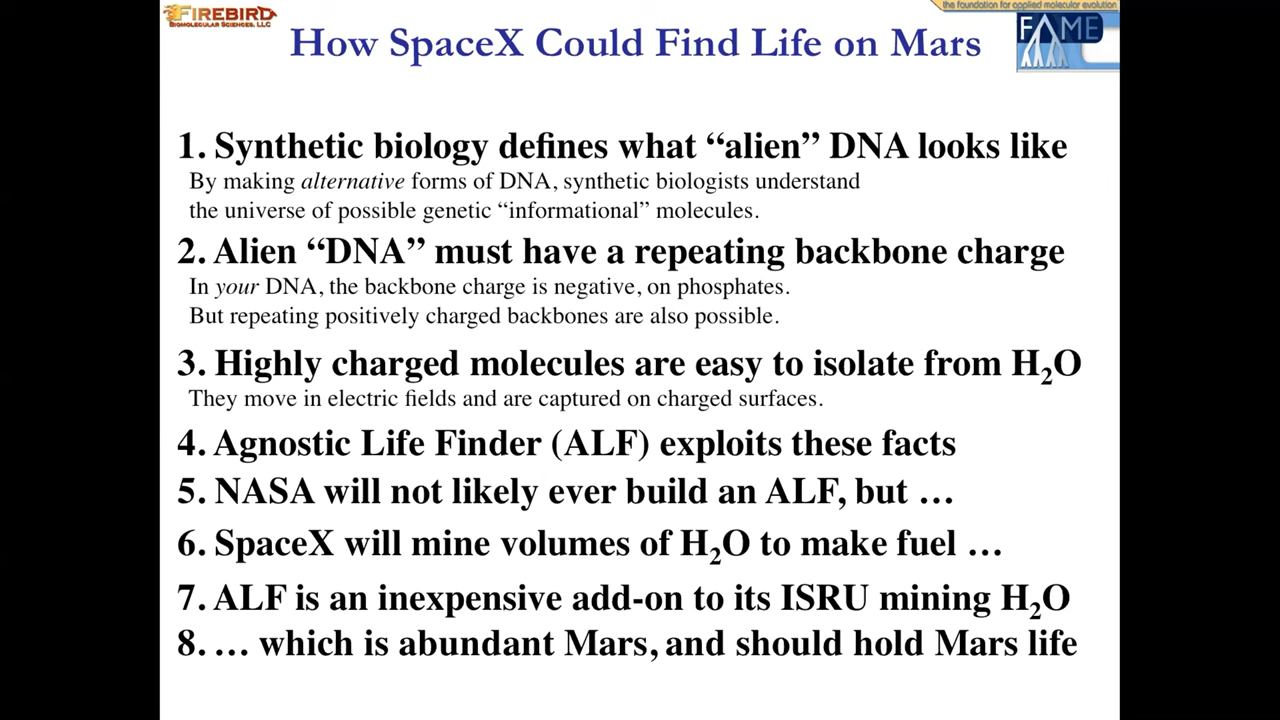 FIREBIRD
BIOMOLECULAR SCIENCES, LLC
the foundation for applied molecular evolution
FAME
How SpaceX Could Find Life on Mars
1. Synthetic biology defines what “alien” DNA looks like
By making alternative forms of DNA, synthetic biologists understand
the universe of possible genetic “informational” molecules.
2. Alien “DNA” must have a repeating backbone charge
In your DNA, the backbone charge is negative, on phosphates.
But repeating positively charged backbones are also possible.
3. Highly charged molecules are easy to isolate from H₂O
They move in electric fields and are captured on charged surfaces.
4. Agnostic Life Finder (ALF) exploits these facts
5. NASA will not likely ever build an ALF, but …
6. SpaceX will mine volumes of H₂O to make fuel …
7. ALF is an inexpensive add-on to its ISRU mining H₂O
8. … which is abundant Mars, and should hold Mars life